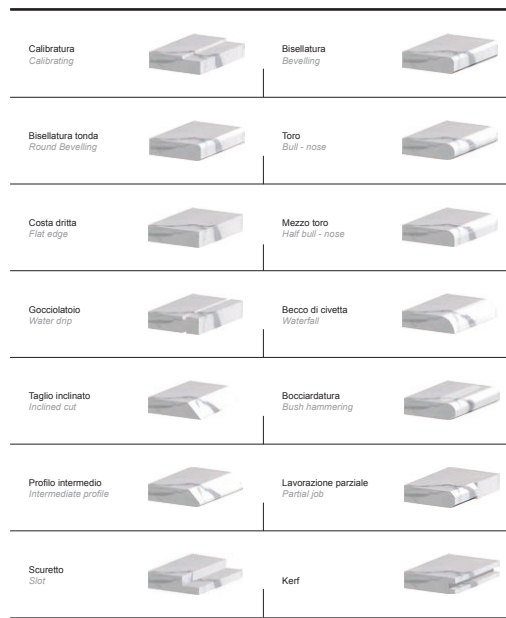 Calibratura
Calibrating
Bisellatura
Bevelling
Bisellatura tonda
Round Bevelling
Toro
Bull - nose
Costa dritta
Flat edge
Mezzo toro
Half bull - nose
Gocciolatoio
Water drip
Becco di civetta
Waterfall
Taglio inclinato
Inclined cut
Bocciardatura
Bush hammering
Profilo intermedio
Intermediate profile
Lavorazione parziale
Partial job
Scuretto
Slot
Kerf